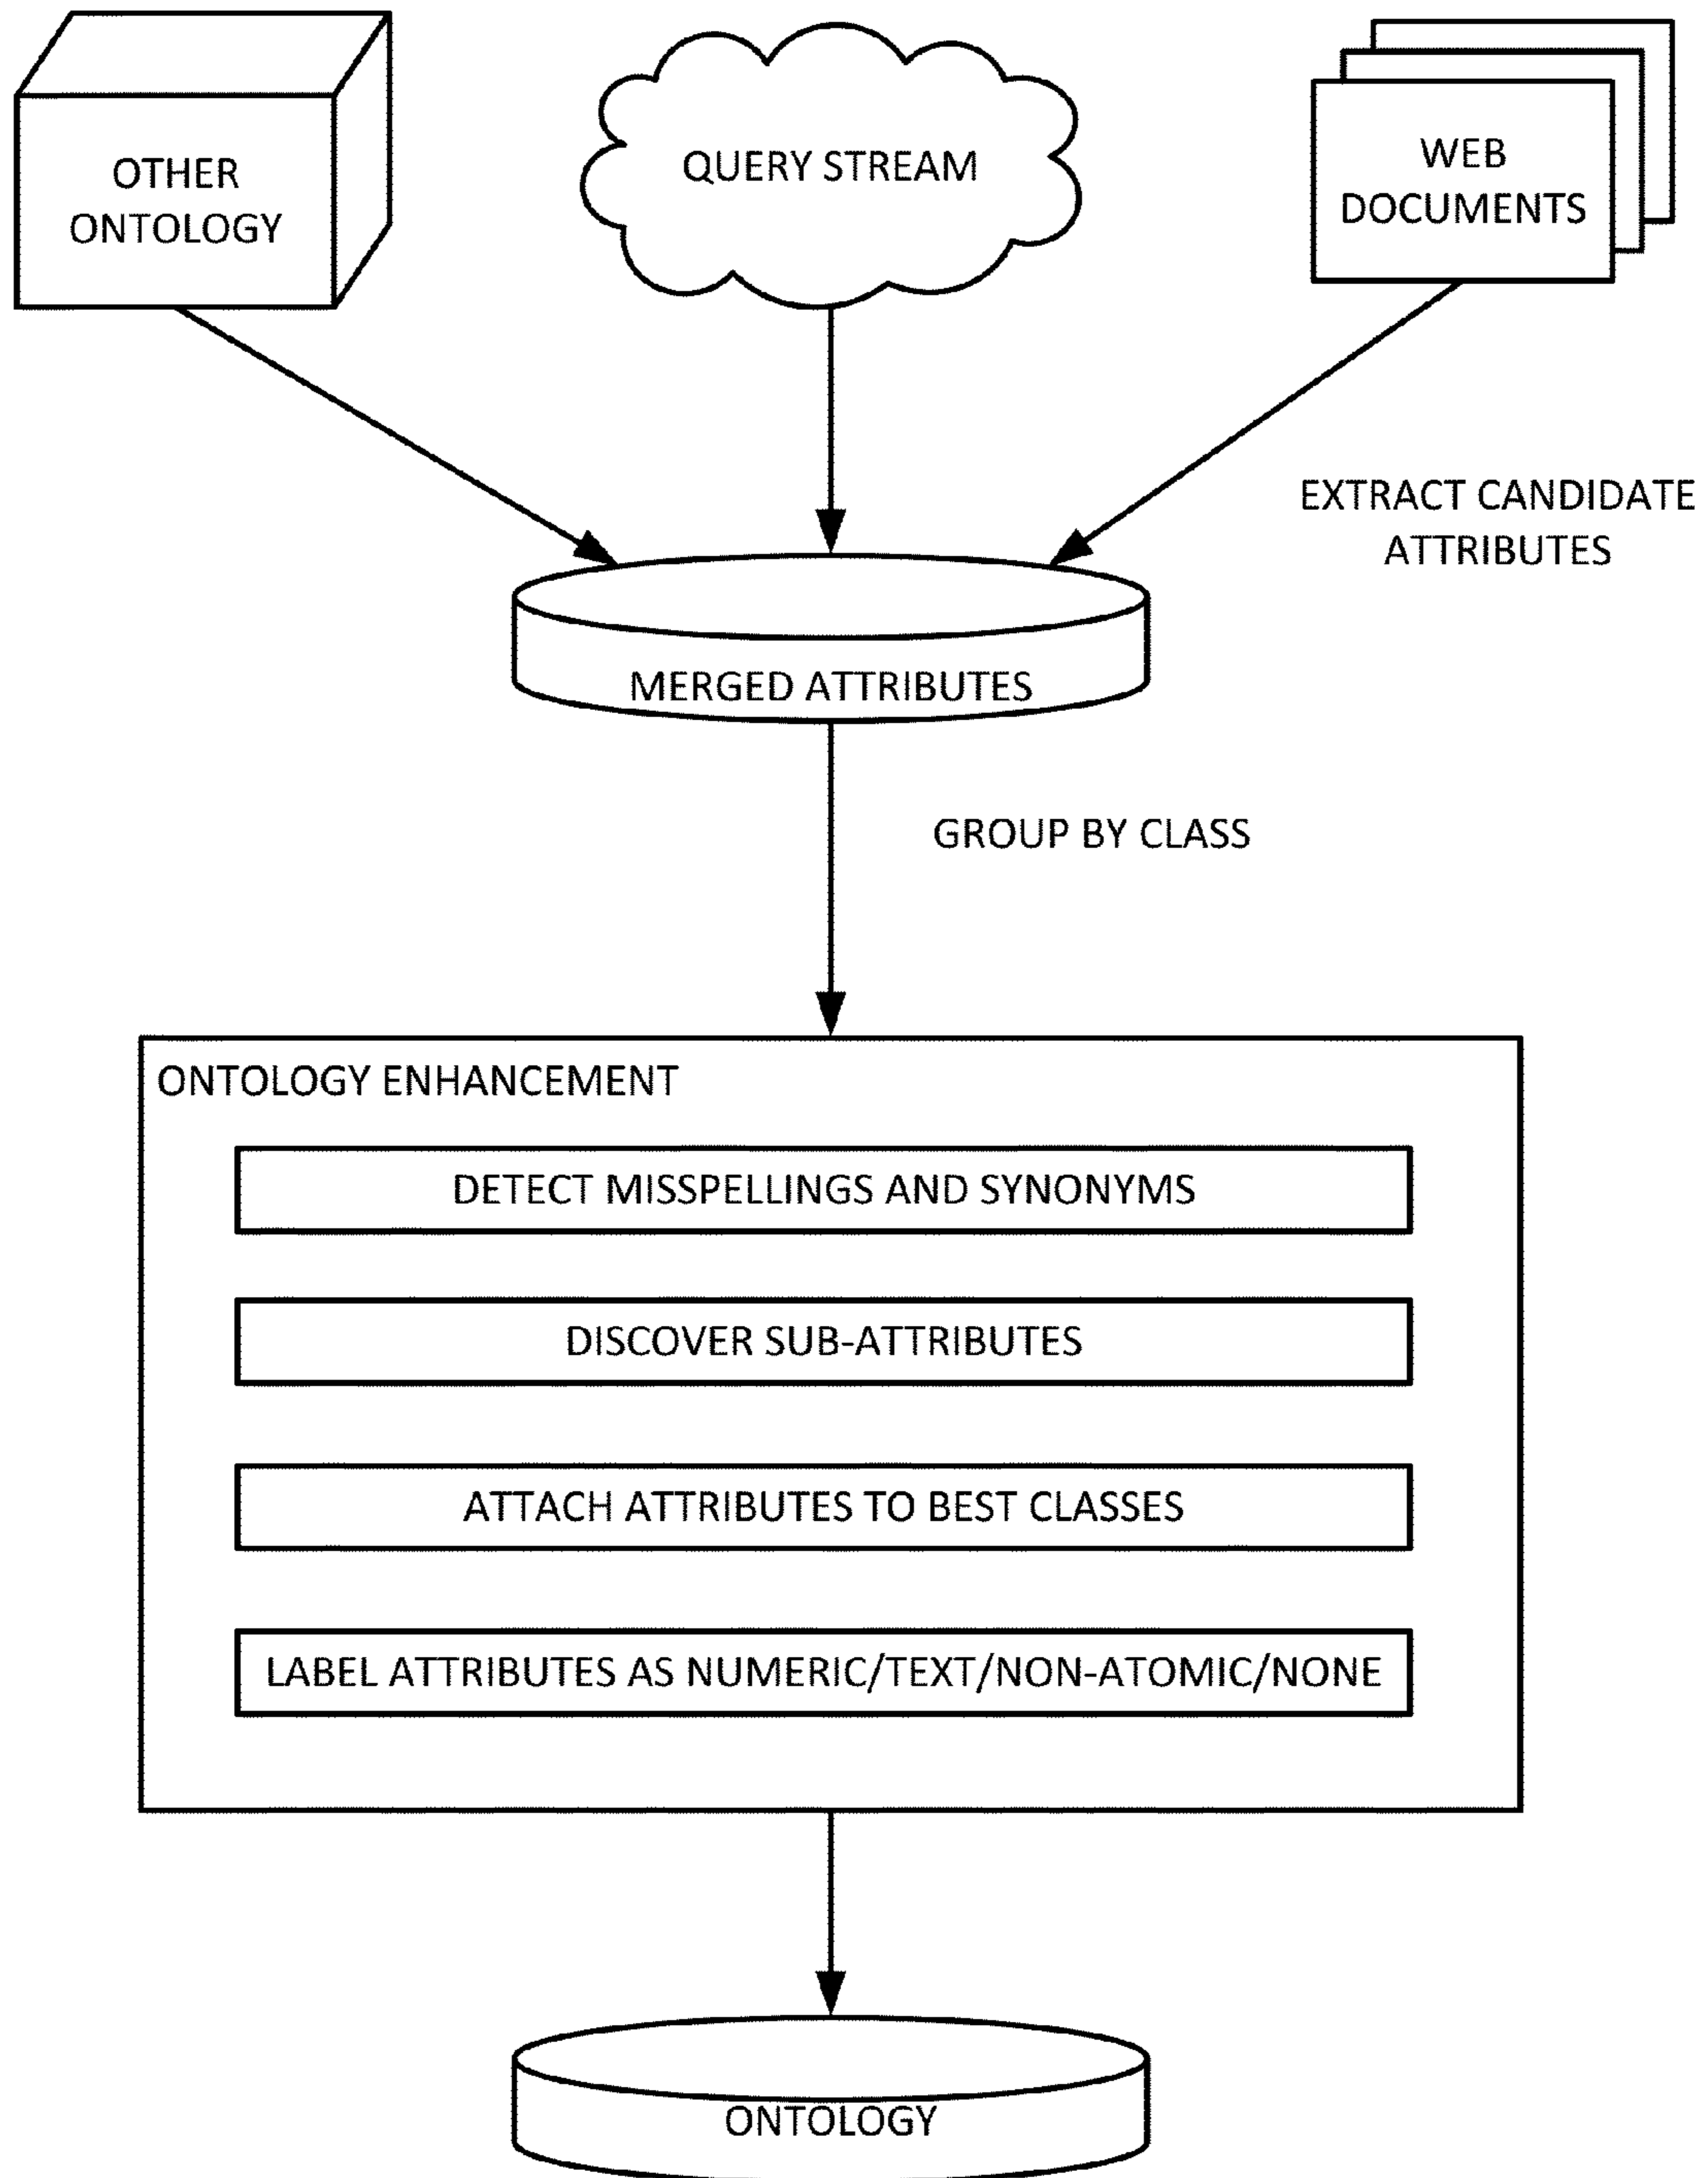 OTHER
ONTOLOGY
QUERY STREAM
WEB
DOCUMENTS
EXTRACT CANDIDATE
ATTRIBUTES
MERGED ATTRIBUTES
GROUP BY CLASS
ONTOLOGY ENHANCEMENT
DETECT MISSPELLINGS AND SYNONYMS
DISCOVER SUB-ATTRIBUTES
ATTACH ATTRIBUTES TO BEST CLASSES
LABEL ATTRIBUTES AS NUMERIC/TEXT/NON-ATOMIC/NONE
ONTOLOGY